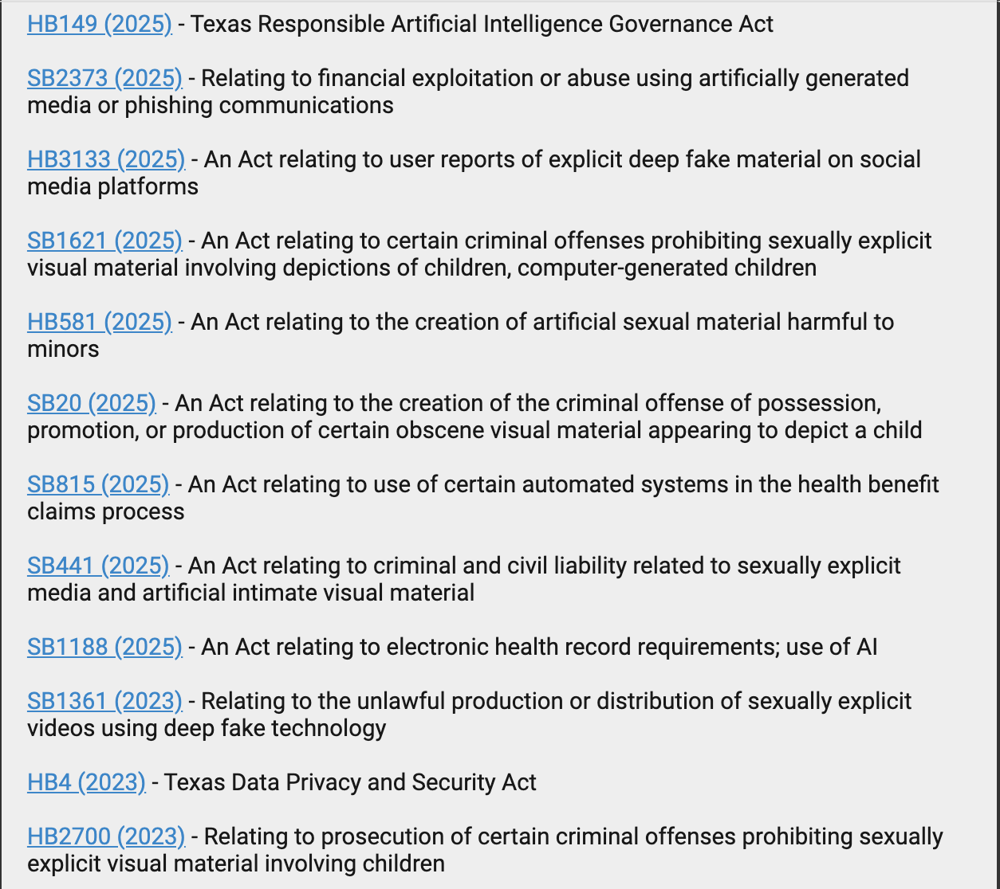 HB149 (2025) - Texas Responsible Artificial Intelligence Governance Act
SB2373 (2025) - Relating to financial exploitation or abuse using artificially generated
media or phishing communications
HB3133 (2025) - An Act relating to user reports of explicit deep fake material on social
media platforms
SB1621 (2025) - An Act relating to certain criminal offenses prohibiting sexually explicit
visual material involving depictions of children, computer-generated children
HB581 (2025) - An Act relating to the creation of artificial sexual material harmful to
minors
SB20 (2025) - An Act relating to the creation of the criminal offense of possession,
promotion, or production of certain obscene visual material appearing to depict a child
SB815 (2025) - An Act relating to use of certain automated systems in the health benefit
claims process
SB441 (2025) - An Act relating to criminal and civil liability related to sexually explicit
media and artificial intimate visual material
SB1188 (2025) - An Act relating to electronic health record requirements; use of AI
SB1361 (2023) - Relating to the unlawful production or distribution of sexually explicit
videos using deep fake technology
HB4 (2023) - Texas Data Privacy and Security Act
HB2700 (2023) - Relating to prosecution of certain criminal offenses prohibiting sexually
explicit visual material involving children